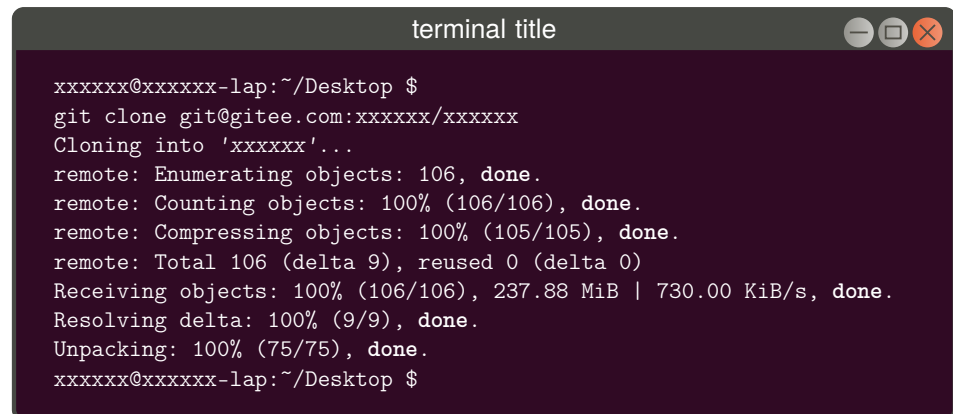 terminal title
xxxxxx@xxxxxx-lap:~/Desktop $
git clone git@gitee.com:xxxxxx/xxxxxx
Cloning into 'xxxxxx'...
remote: Enumerating objects: 106, done.
remote: Counting objects: 100% (106/106), done.
remote: Compressing objects: 100% (105/105), done.
remote: Total 106 (delta 9), reused 0 (delta 0)
Receiving objects: 100% (106/106), 237.88 MiB | 730.00 KiB/s, done.
Resolving delta: 100% (9/9), done.
Unpacking: 100% (75/75), done.
xxxxxx@xxxxxx-lap:~/Desktop $